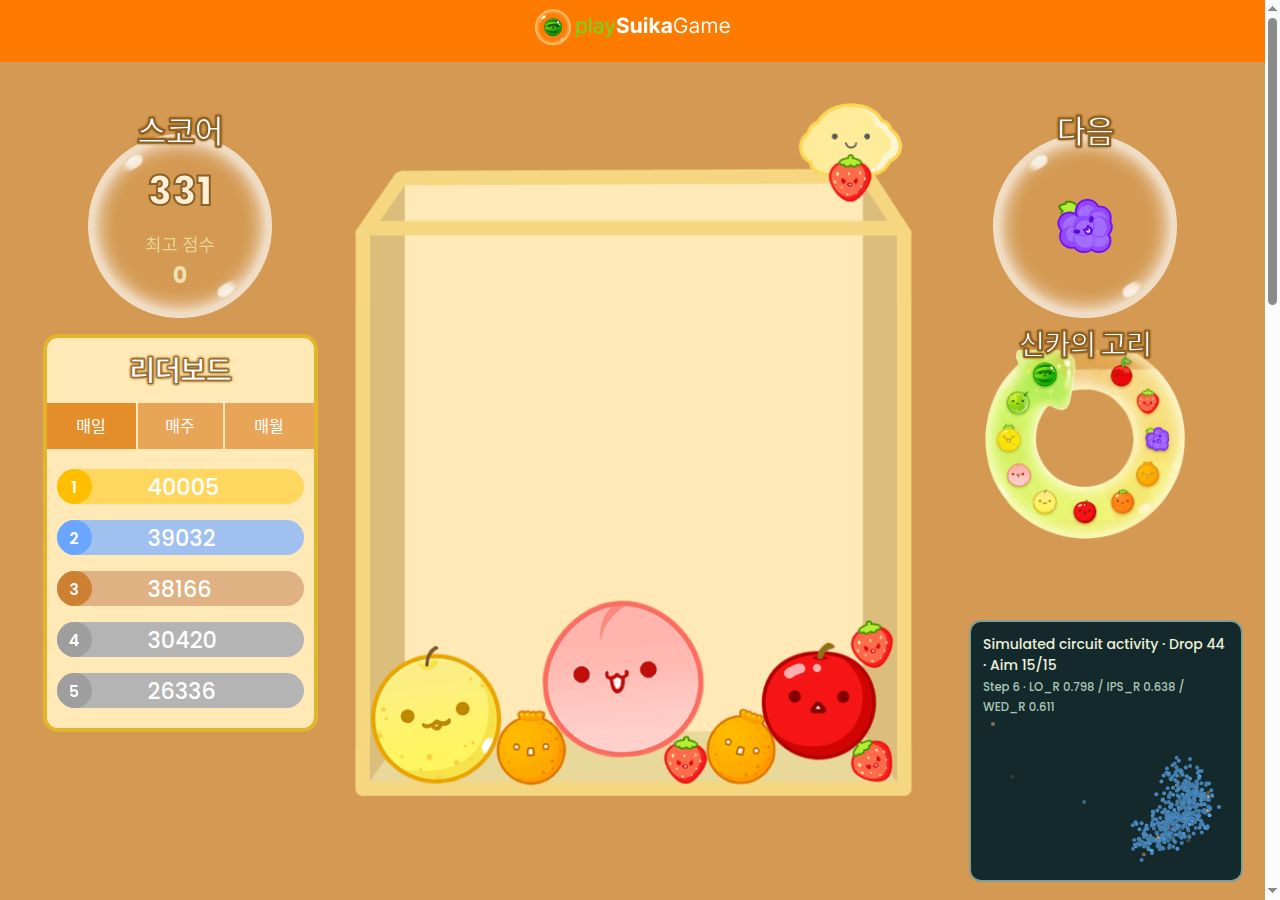 playSuikaGame
스코어
331
최고 점수
0
리더보드
매일 매주 매월
1 40005
2 39032
3 38166
4 30420
5 26336
다음
신카의 고리
Simulated circuit activity · Drop 44
· Aim 15/15
Step 6 · LO_R 0.798 / IPS_R 0.638 /
WED_R 0.611